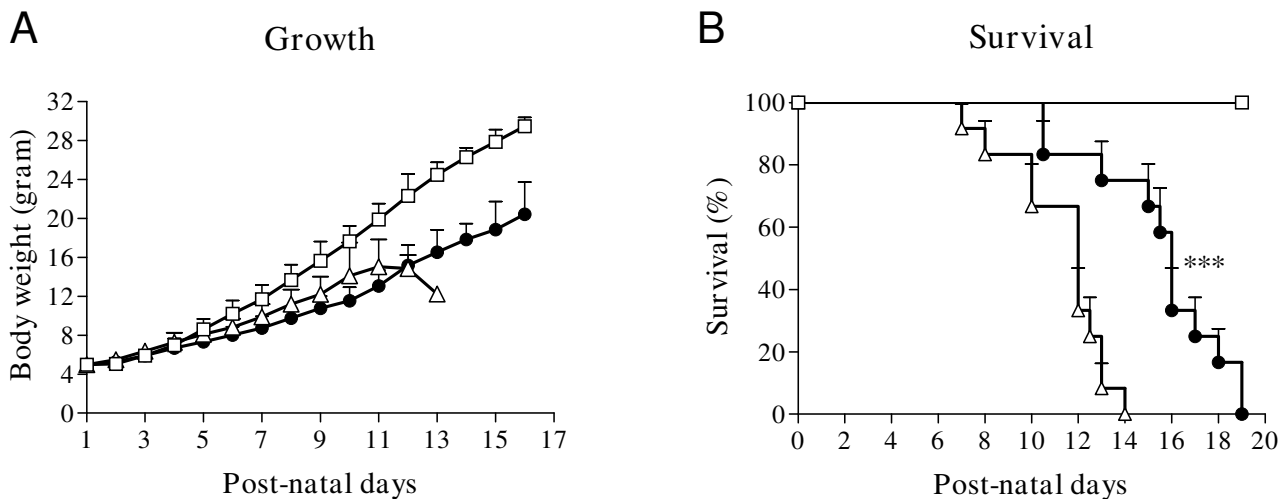 A
Growth
Body weight (gram)
32
28
24
20
16
12
8
4
0
1 3 5 7 9 11 13 15 17
Post-natal days
B
Survival
Survival (%)
100
80
60
40
20
0
***
0 2 4 6 8 10 12 14 16 18 20
Post-natal days